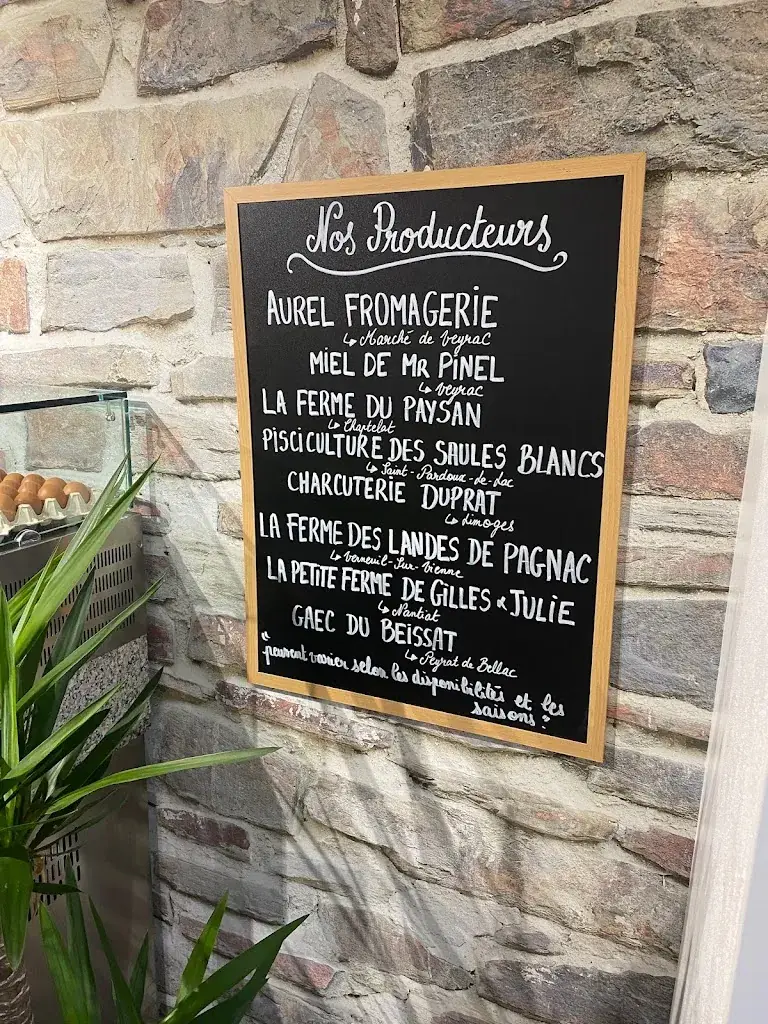 Nos Producteurs
AUREL FROMAGERIE
↳ Marché de Veyrac
MIEL DE MR PINEL
↳ Veyrac
LA FERME DU PAYSAN
↳ Chaptelat
PISCICULTURE DES SAULES BLANCS
↳ Saint-Pardoux-de-Lac
CHARCUTERIE DUPRAT
↳ Limoges
LA FERME DES LANDES DE PAGNAC
↳ Verneuil-Sur-Vienne
LA PETITE FERME DE GILLES & JULIE
↳ Nantiat
GAEC DU BEISSAT
↳ Peyrat de Bellac
"peuvent varier selon les disponibilités et les
saisons"